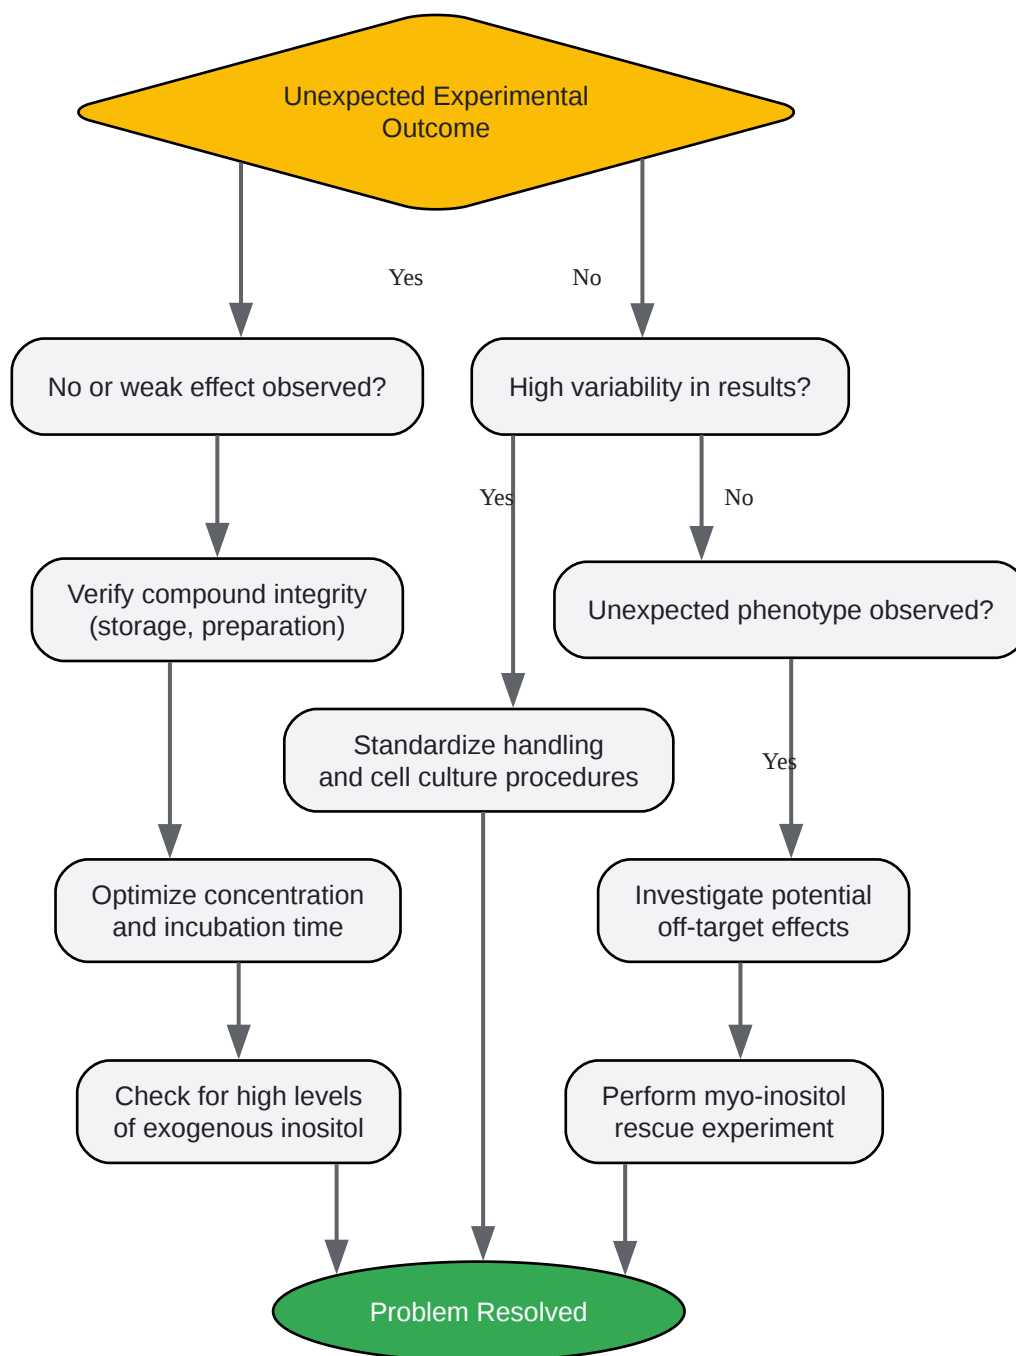 Unexpected Experimental
Outcome
Yes
No
No or weak effect observed?
High variability in results?
Yes
No
Verify compound integrity
(storage, preparation)
Unexpected phenotype observed?
Standardize handling
and cell culture procedures
Yes
Optimize concentration
and incubation time
Investigate potential
off-target effects
Check for high levels
of exogenous inositol
Perform myo-inositol
rescue experiment
Problem Resolved